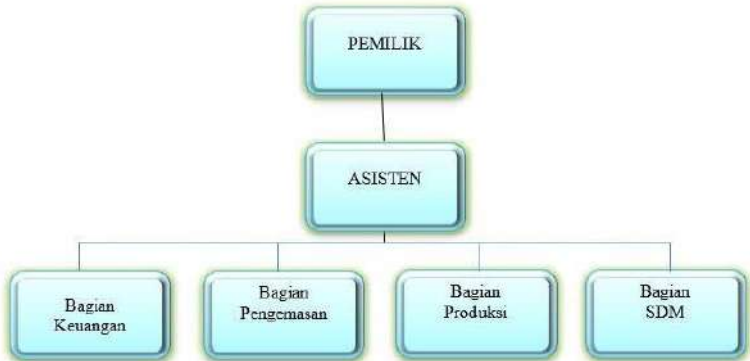 PEMILIK
ASISTEN
Bagian
Keuangan
Bagian
Pengemasan
Bagian
Produksi
Bagian
SDM